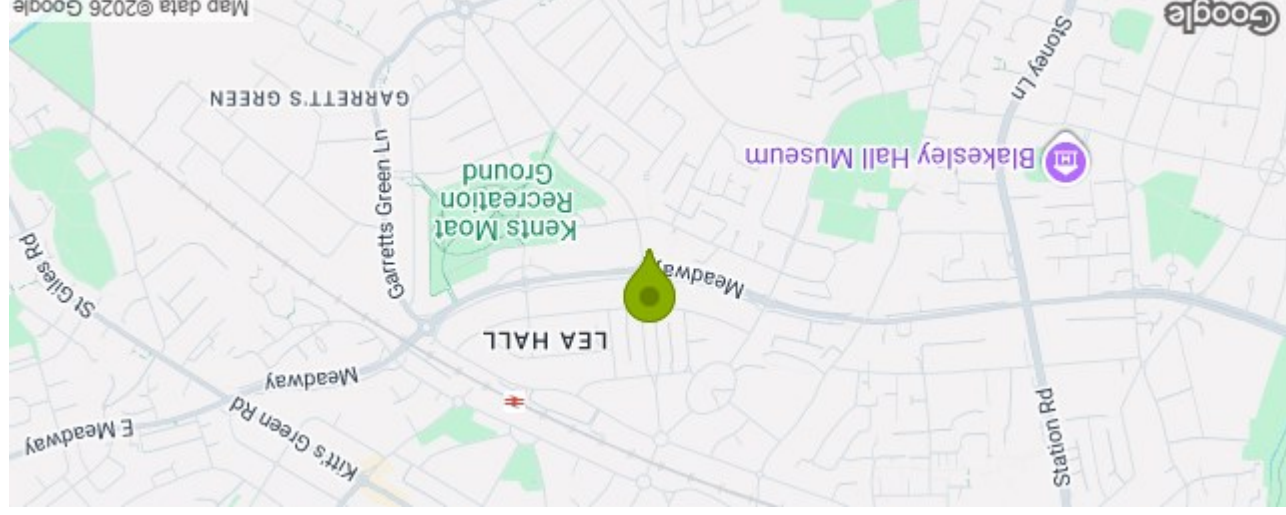 E Meadway
Kitt's Green Rd
Meadway
Station Rd
LEA HALL
St Giles Rd
Garretts Green Ln
Meadway
Kents Moat
Recreation
Ground
Blakesley Hall Museum
GARRETT'S GREEN
Stoney Ln
Google
Map data ©2026 Google